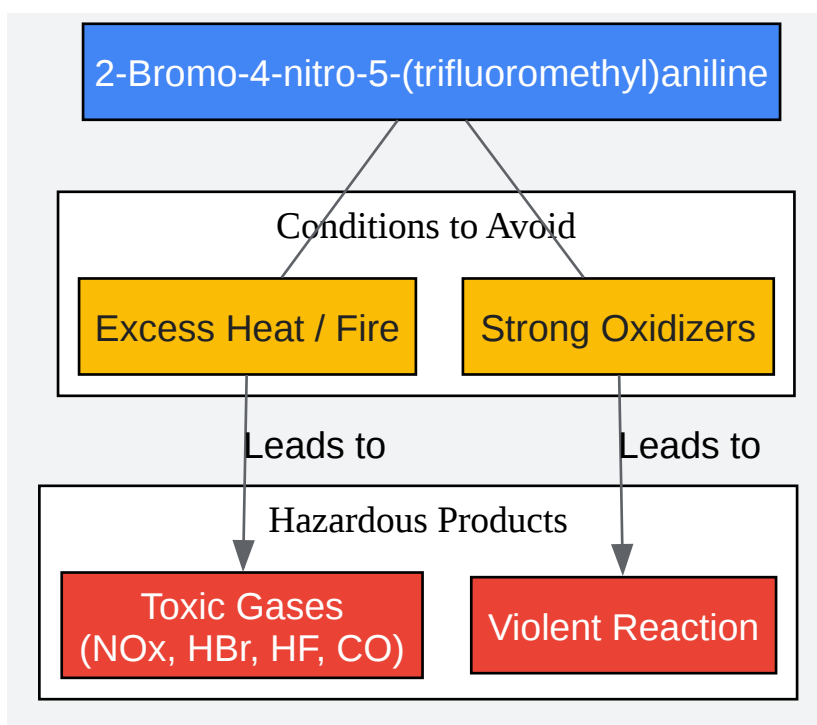 2-Bromo-4-nitro-5-(trifluoromethyl)aniline
Conditions to Avoid
Excess Heat / Fire
Strong Oxidizers
Leads to
Leads to
Hazardous Products
Toxic Gases
(NOx, HBr, HF, CO)
Violent Reaction